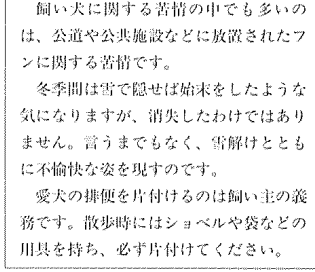 飼い犬に関する苦情の中でも多いの
は、公道や公共施設などに放置されたフ
ンに関する苦情です。
冬季間は雪で隠せば始末をしたような
気になりますが、消失したわけではあり
ません。言うまでもなく、雪解けととも
に不愉快な姿を現すのです。
愛犬の排便を片付けるのは飼い主の義
務です。散歩時にはショベルや袋などの
用具を持ち、必ず片付けてください。